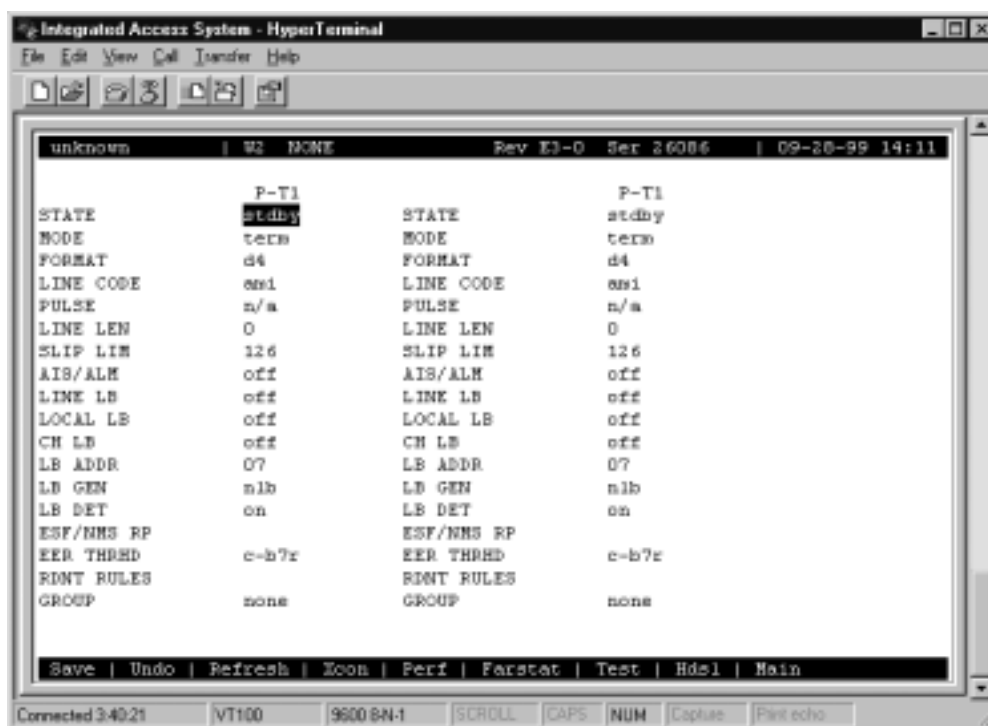 Integrated Access System - HyperTerminal
File Edit View Call Transfer Help
unknown | W2 NONE Rev E3-0 Ser 26086 | 09-28-99 14:11
P-T1 P-T1
STATE stdby STATE stdby
MODE term MODE term
FORMAT d4 FORMAT d4
LINE CODE ami LINE CODE ami
PULSE n/a PULSE n/a
LINE LEN 0 LINE LEN 0
SLIP LIM 126 SLIP LIM 126
AIS/ALM off AIS/ALM off
LINE LB off LINE LB off
LOCAL LB off LOCAL LB off
CH LB off CH LB off
LB ADDR 07 LB ADDR 07
LB GEN nlb LB GEN nlb
LB DET on LB DET on
ESF/NMS RP ESF/NMS RP
EER THRHD c-b7r EER THRHD c-b7r
RDNT RULES RDNT RULES
GROUP none GROUP none
Save | Undo | Refresh | Xcon | Perf | Farstat | Test | Hdsl | Main
Connected 3:40:21 VT100 9600 8-N-1 SCROLL CAPS NUM Capture Print echo